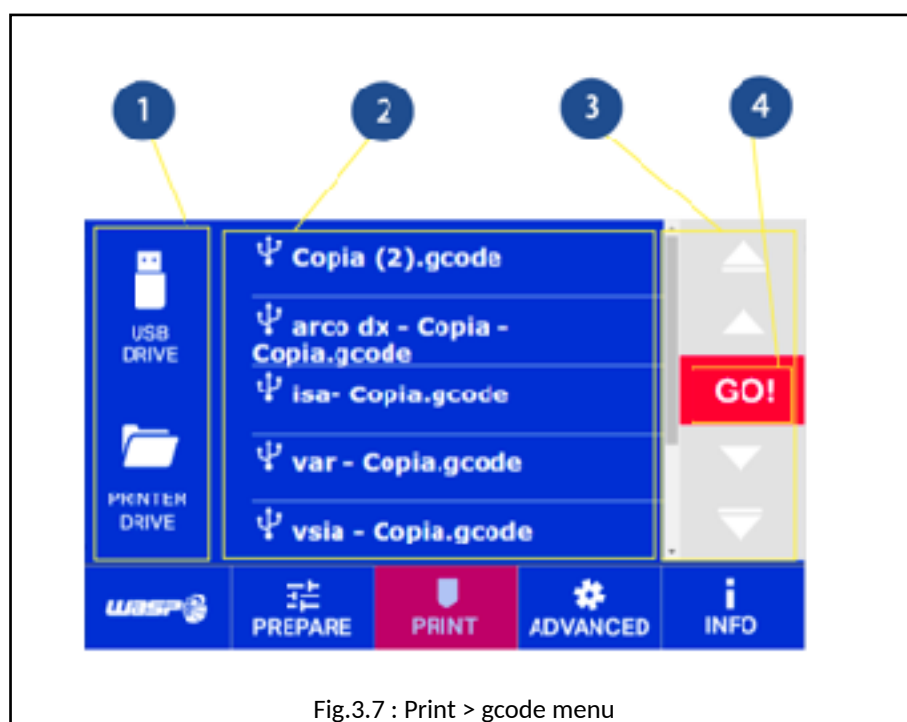 1 2 3 4
USB
DRIVE
PRINTER
DRIVE
Copia (2).gcode
arco dx - Copia -
Copia.gcode
isa- Copia.gcode
var - Copia.gcode
vsia - Copia.gcode
GO!
wasp
PREPARE
PRINT
ADVANCED
INFO
Fig.3.7 : Print > gcode menu